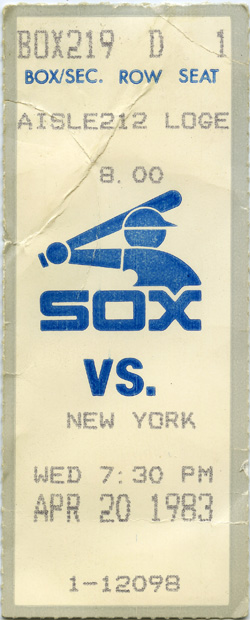 BOX219 D 1
BOX/SEC. ROW SEAT
AISLE212 LOGE
8.00
SOX
VS.
NEW YORK
WED 7:30 PM
APR 20 1983
1-12098